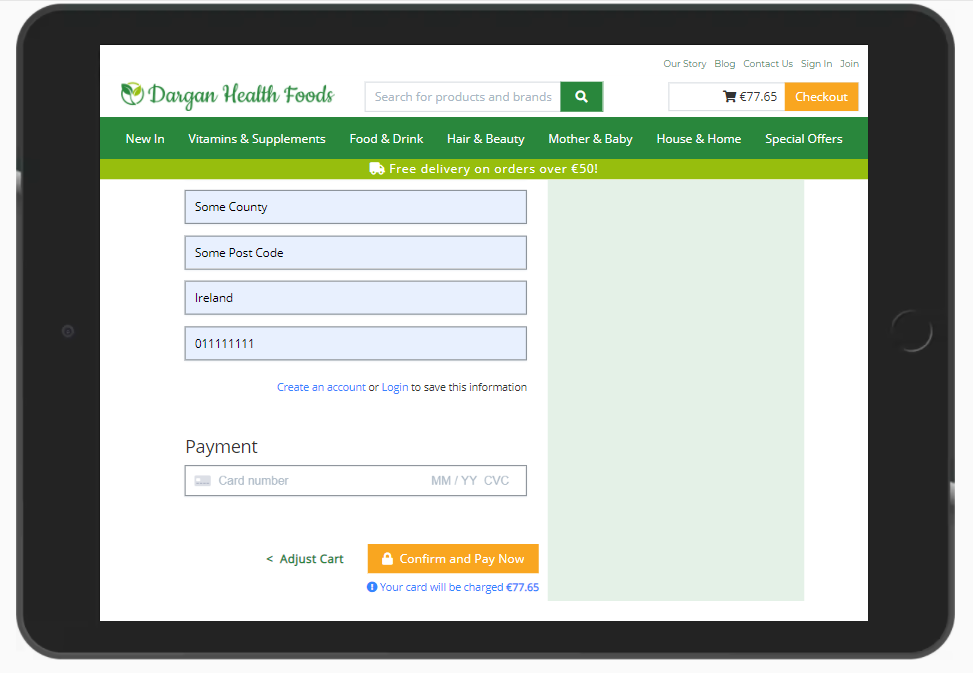 Our Story Blog Contact Us Sign In Join
Dargan Health Foods
Search for products and brands
€77.65 Checkout
New In Vitamins & Supplements Food & Drink Hair & Beauty Mother & Baby House & Home Special Offers
Free delivery on orders over €50!
Some County
Some Post Code
Ireland
011111111
Create an account or Login to save this information
Payment
Card number MM / YY CVC
< Adjust Cart Confirm and Pay Now
Your card will be charged €77.65